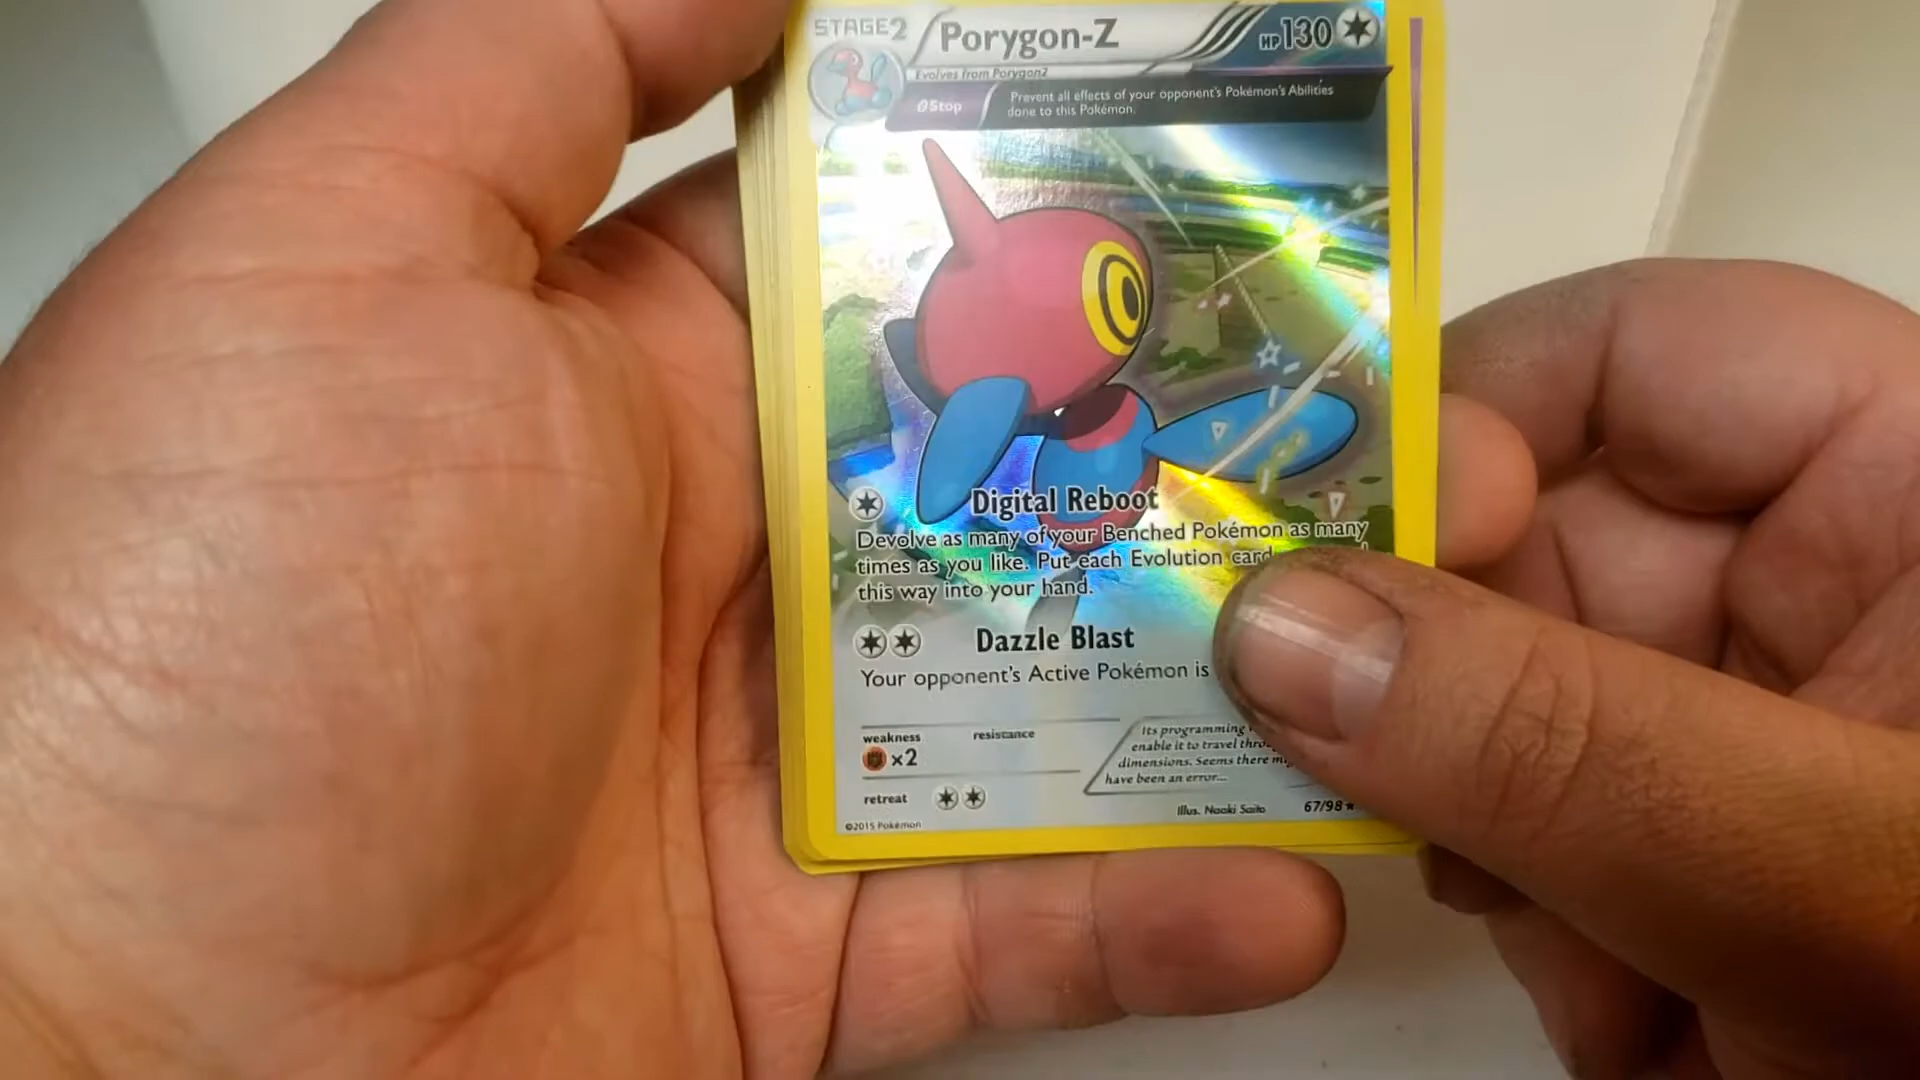 STAGE2 Porygon-Z HP130
Evolves from Porygon2
Stop
Prevent all effects of your opponent's Pokémon's Abilities
done to this Pokémon.
Digital Reboot
Devolve as many of your Benched Pokémon as many
times as you like. Put each Evolution card
this way into your hand.
Dazzle Blast
Your opponent's Active Pokémon is
weakness resistance
×2
Its programming
enable it to travel
dimensions. Seems there
have been an error...
retreat
Illus. Naoki Saito 67/98
©2015 Pokémon